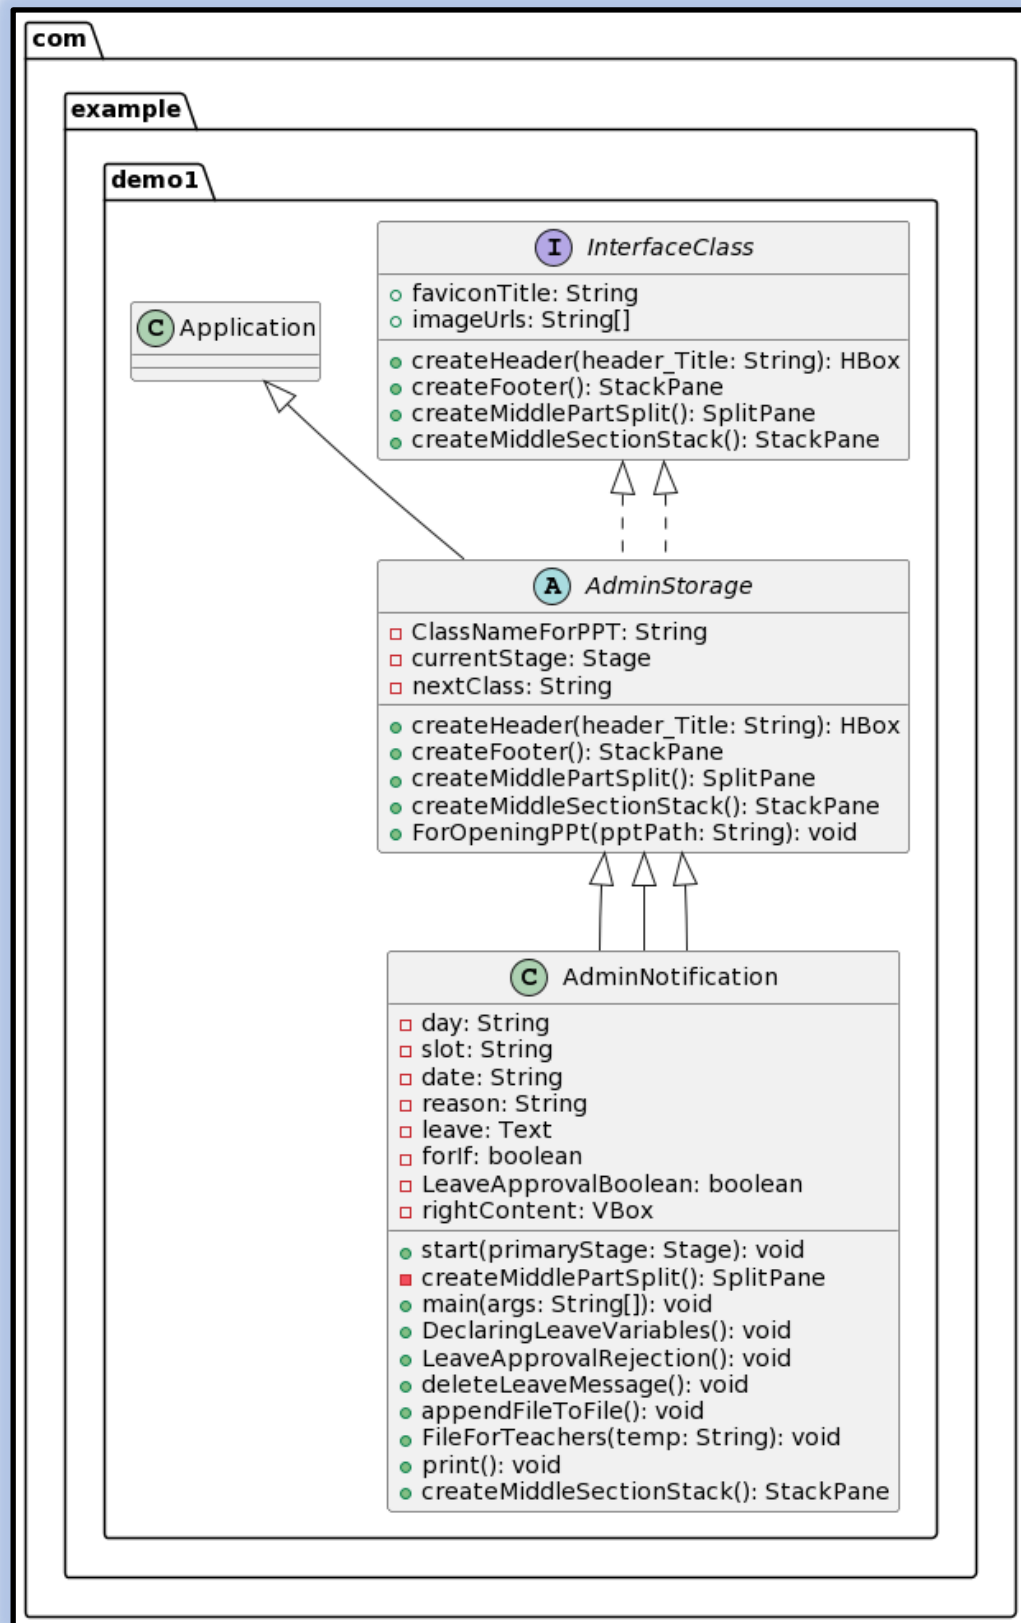 com
example
demo1
I InterfaceClass
faviconTitle: String
imageUrls: String[]
createHeader(header_Title: String): HBox
createFooter(): StackPane
createMiddlePartSplit(): SplitPane
createMiddleSectionStack(): StackPane
C Application
A AdminStorage
ClassNameForPPT: String
currentStage: Stage
nextClass: String
createHeader(header_Title: String): HBox
createFooter(): StackPane
createMiddlePartSplit(): SplitPane
createMiddleSectionStack(): StackPane
ForOpeningPPt(pptPath: String): void
C AdminNotification
day: String
slot: String
date: String
reason: String
leave: Text
forIf: boolean
LeaveApprovalBoolean: boolean
rightContent: VBox
start(primaryStage: Stage): void
createMiddlePartSplit(): SplitPane
main(args: String[]): void
DeclaringLeaveVariables(): void
LeaveApprovalRejection(): void
deleteLeaveMessage(): void
appendFileToFile(): void
FileForTeachers(temp: String): void
print(): void
createMiddleSectionStack(): StackPane